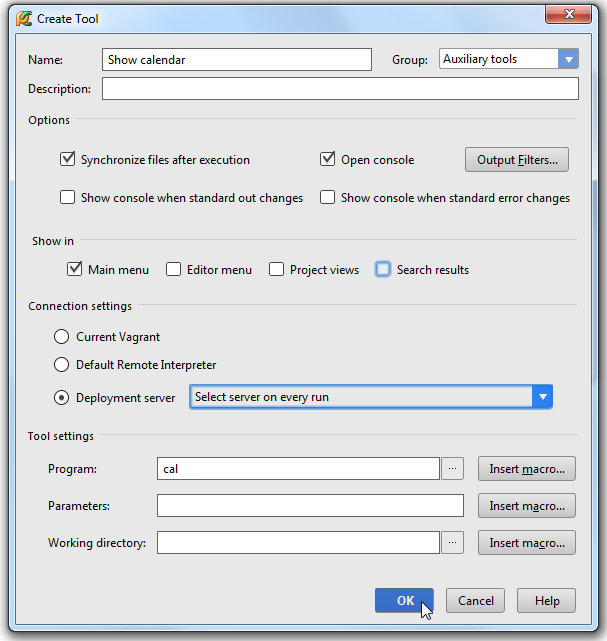 Create Tool
Name: Show calendar Group: Auxiliary tools
Description:
Options
Synchronize files after execution Open console Output Filters...
Show console when standard out changes Show console when standard error changes
Show in
Main menu Editor menu Project views Search results
Connection settings
Current Vagrant
Default Remote Interpreter
Deployment server Select server on every run
Tool settings
Program: cal ... Insert macro...
Parameters: Insert macro...
Working directory: ... Insert macro...
OK Cancel Help